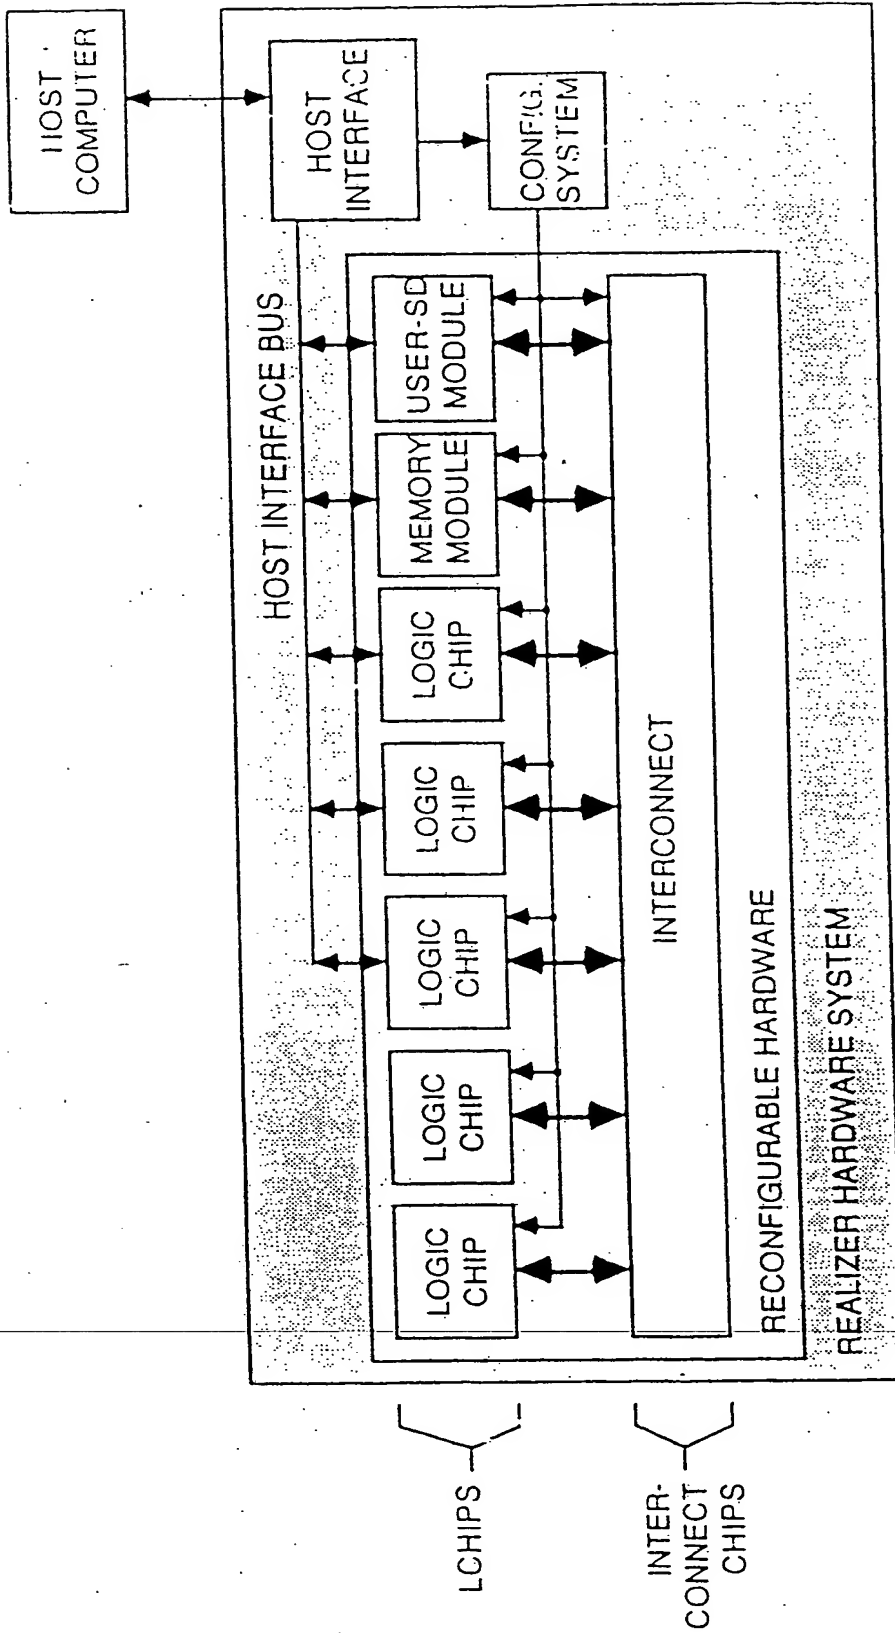 HOST
COMPUTER
HOST
INTERFACE
CONFIG.
SYSTEM
HOST INTERFACE BUS
LOGIC
CHIP
LOGIC
CHIP
LOGIC
CHIP
LOGIC
CHIP
LOGIC
CHIP
MEMORY
MODULE
USER-SD
MODULE
INTERCONNECT
RECONFIGURABLE HARDWARE
REALIZER HARDWARE SYSTEM
LCHIPS
INTER-
CONNECT
CHIPS